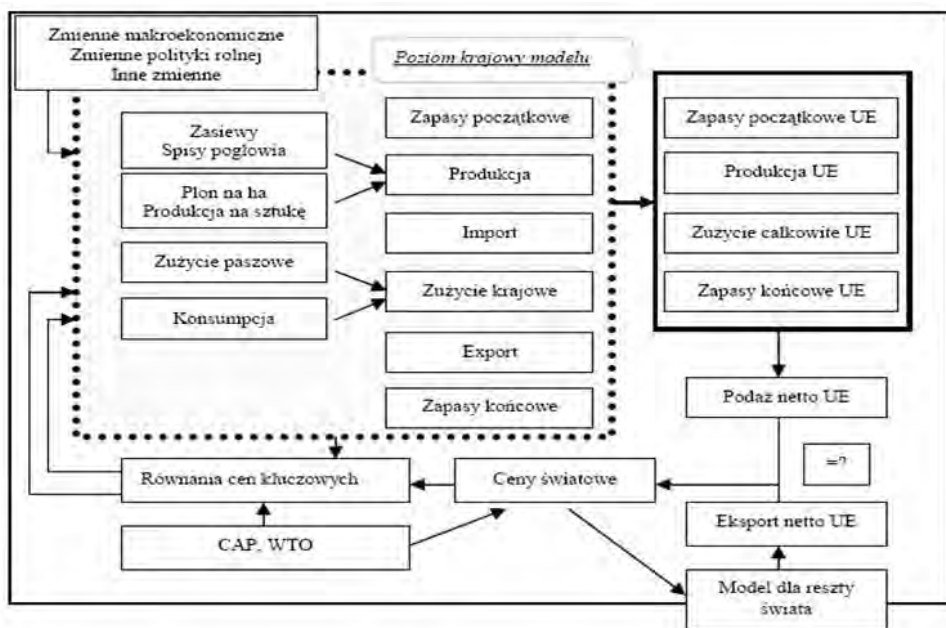 Zmienne makroekonomiczne
Zmienne polityki rolnej
Inne zmienne
Poziom krajowy modelu
Zasiewy
Spisy pogłowia
Plon na ha
Produkcja na sztukę
Zużycie paszowe
Konsumpcja
Zapasy początkowe
Produkcja
Import
Zużycie krajowe
Export
Zapasy końcowe
Zapasy początkowe UE
Produkcja UE
Zużycie całkowite UE
Zapasy końcowe UE
Podaż netto UE
=?
Równania cen kluczowych
Ceny światowe
Eksport netto UE
CAP, WTO
Model dla reszty
świata